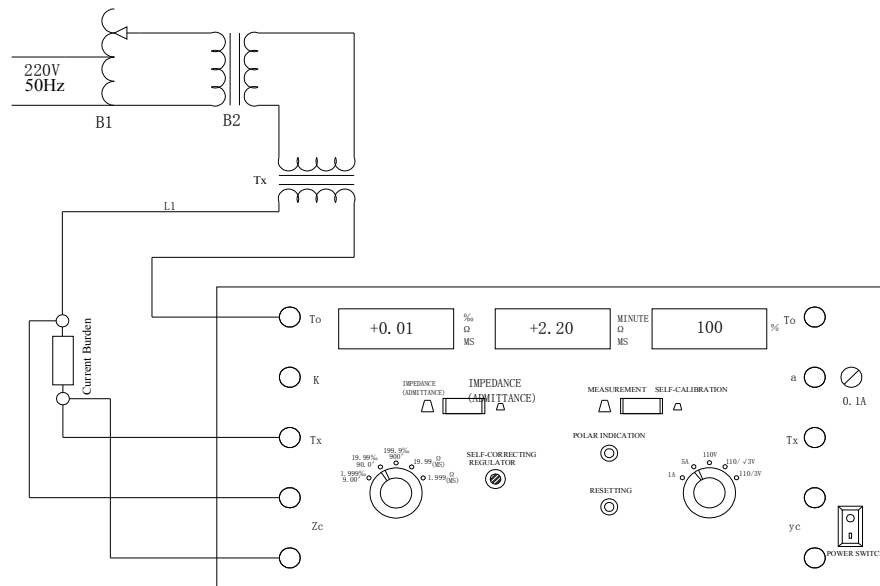 220V
50Hz
B1
B2
Tx
L1
Current Burden
To
+0.01
‰
Ω
MS
+2.20
MINUTE
Ω
MS
100
%
To
K
IMPEDANCE
(ADMITTANCE)
IMPEDANCE
(ADMITTANCE)
MEASUREMENT
SELF-CALIBRATION
a
0.1A
Tx
19.99‰
90.0'
199.9‰
900'
19.99 Ω
(MS)
1.999‰
9.00'
1.999 Ω
(MS)
SELF-CORRECTING
REGULATOR
POLAR INDICATION
RESETTING
1A
5A
110V
110/√3V
110/3V
Tx
Zc
yc
POWER SWITCH